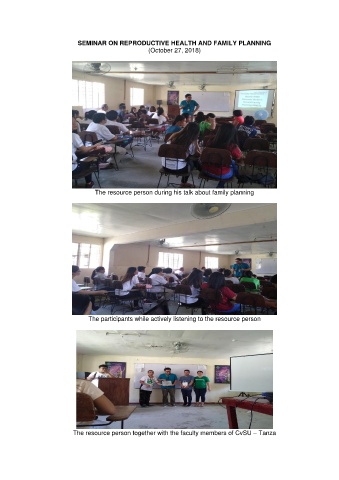 SEMINAR ON REPRODUCTIVE HEALTH AND FAMILY PLANNING
(October 27, 2018)
The resource person during his talk about family planning
The participants while actively listening to the resource person
The resource person together with the faculty members of CvSU – Tanza